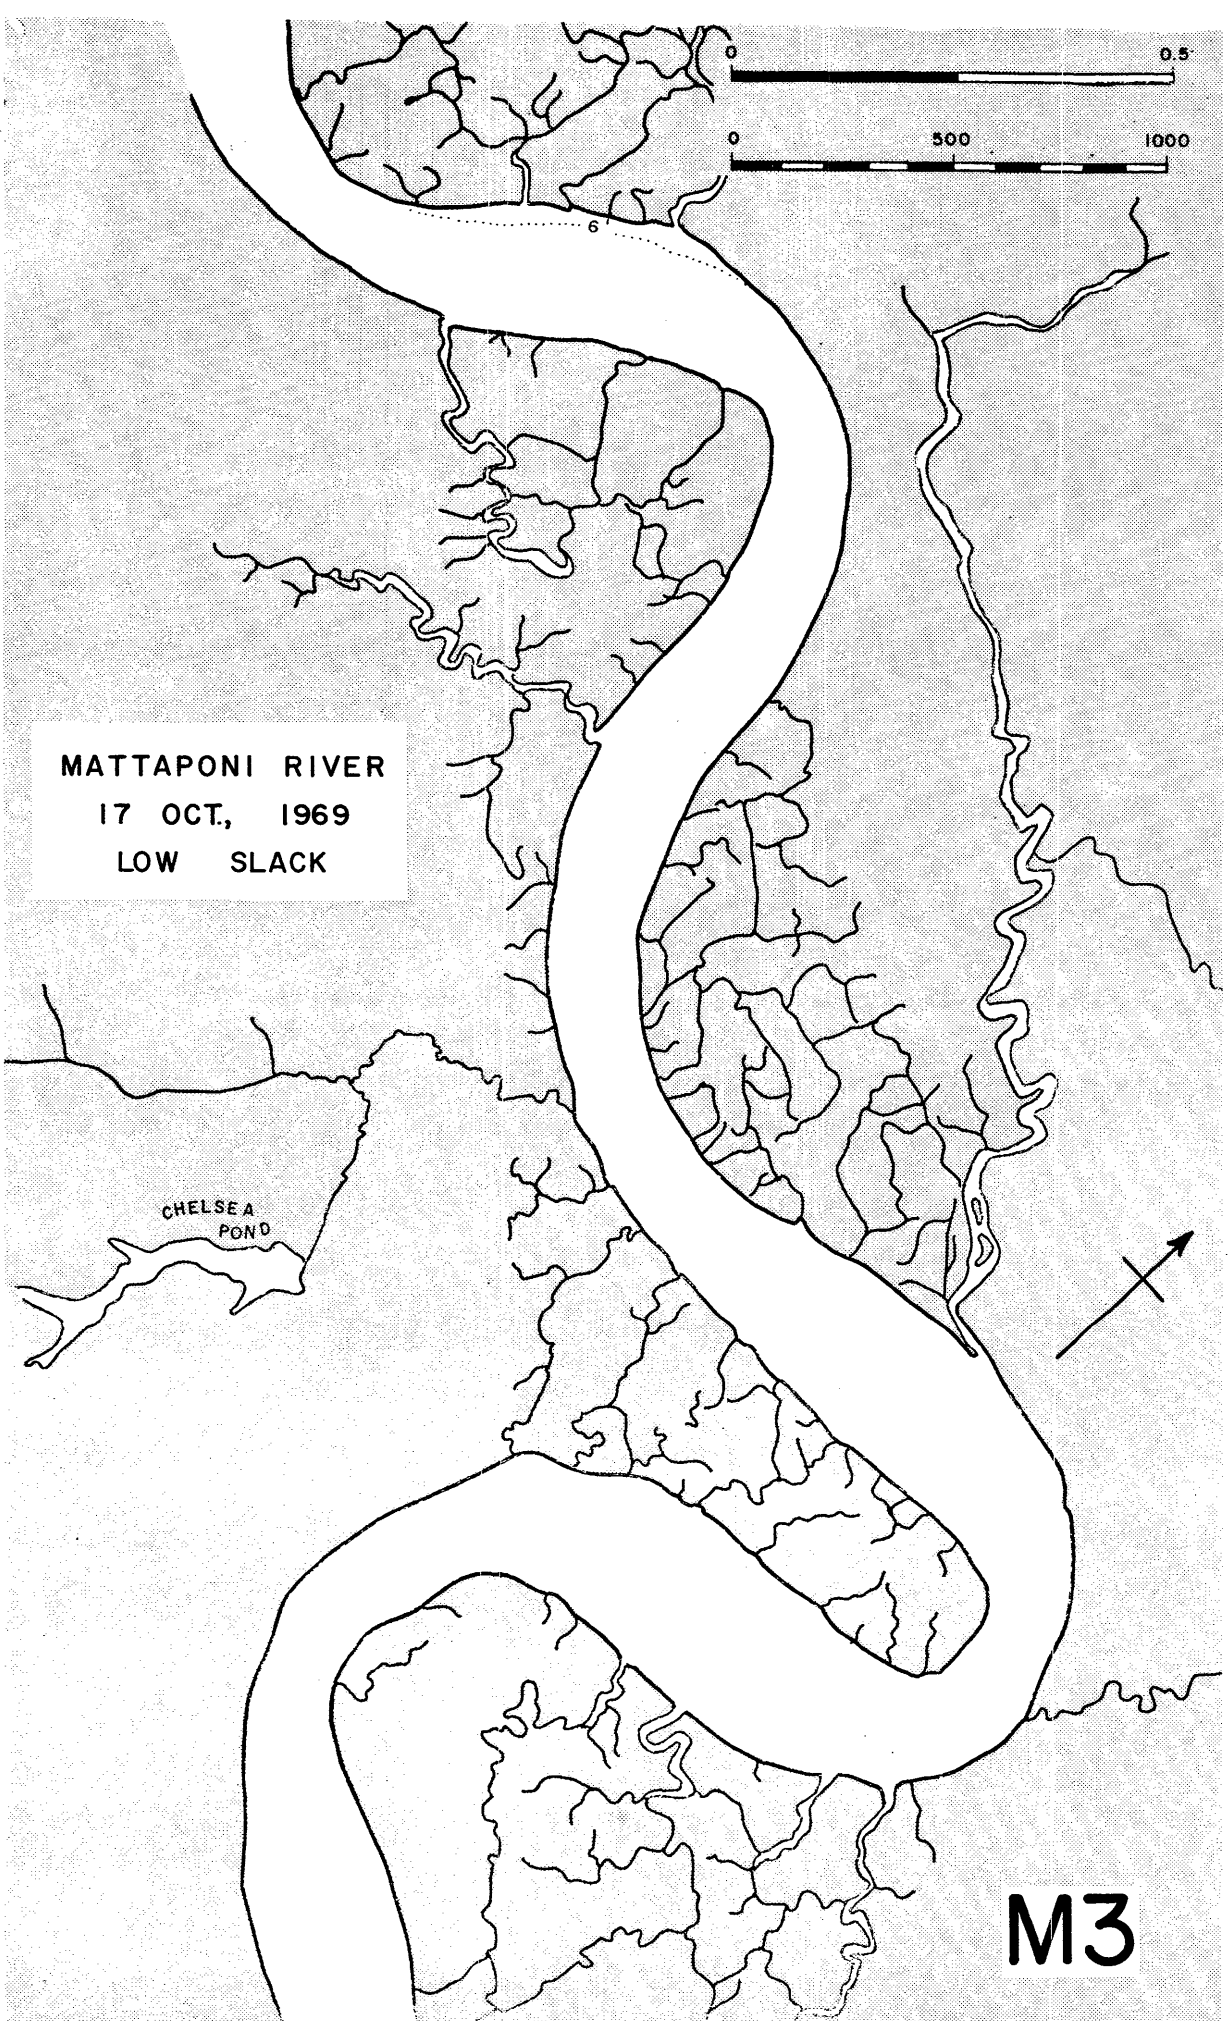 0 0.5
0 500 1000
6
MATTAPONI RIVER
17 OCT., 1969
LOW SLACK
CHELSEA
POND
M3